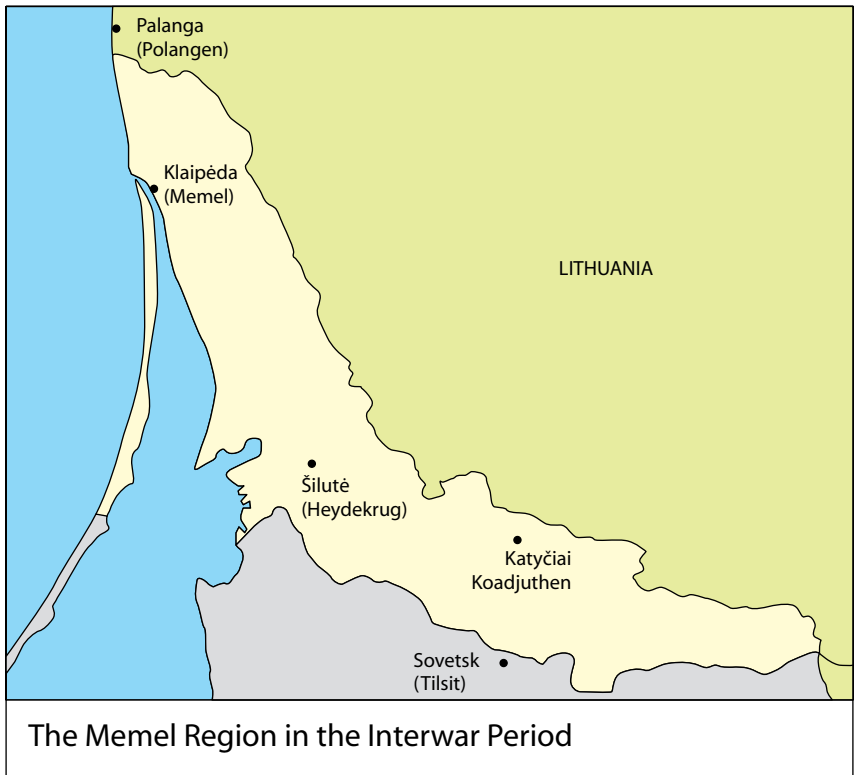 Palanga
(Polangen)
Klaipėda
(Memel)
LITHUANIA
Šilutė
(Heydekrug)
Katyčiai
Koadjuthen
Sovetsk
(Tilsit)
The Memel Region in the Interwar Period